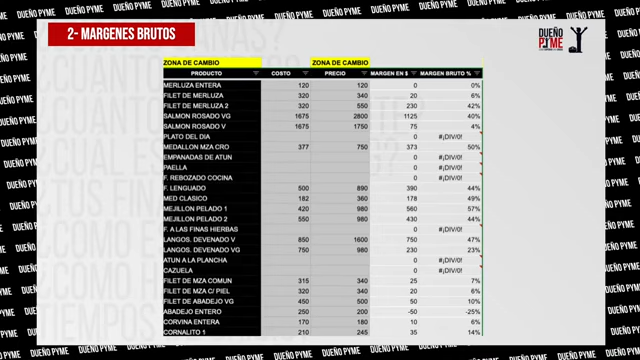 2- MARGENES BRUTOS
DUEÑO
PYME
ZONA DE CAMBIO ZONA DE CAMBIO
PRODUCTO COSTO PRECIO MARGEN EN $ MARGEN BRUTO %
MERLUZA ENTERA 120 120 0 0%
FILET DE MERLUZA 320 340 20 6%
FILET DE MERLUZA 2 320 550 230 42%
SALMON ROSADO VG 1675 2800 1125 40%
SALMON ROSADO V 1675 1750 75 4%
PLATO DEL DIA 0 #¡DIV/0!
MEDALLON MZA CRO 377 750 373 50%
EMPANADAS DE ATUN 0 #¡DIV/0!
PAELLA 0 #¡DIV/0!
F. REBOZADO COCINA 0 #¡DIV/0!
F. LENGUADO 500 890 390 44%
MED CLASICO 182 360 178 49%
MEJILLON PELADO 1 420 980 560 57%
MEJILLON PELADO 2 550 980 430 44%
F. A LAS FINAS HIERBAS 0 #¡DIV/0!
LANGOS. DEVENADO V 850 1600 750 47%
LANGOS. DEVENADO VG 750 980 230 23%
ATUN A LA PLANCHA 0 #¡DIV/0!
CAZUELA 0 #¡DIV/0!
FILET DE MZA COMUN 315 340 25 7%
FILET DE MZA C/ PIEL 320 340 20 6%
FILET DE ABADEJO VG 450 500 50 10%
ABADEJO ENTERO 250 200 -50 -25%
CORVINA ENTERA 170 180 10 6%
CORNALITO 1 210 245 35 14%